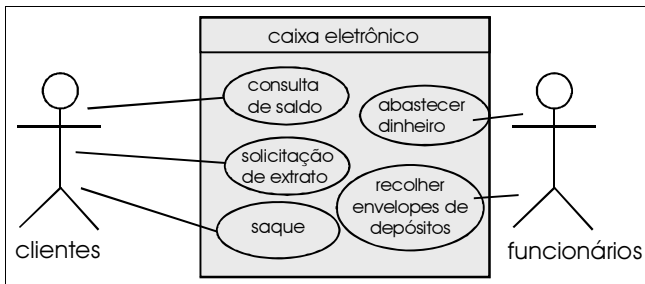 caixa eletrônico
consulta
de saldo
solicitação
de extrato
saque
abastecer
dinheiro
recolher
envelopes de
depósitos
clientes
funcionários